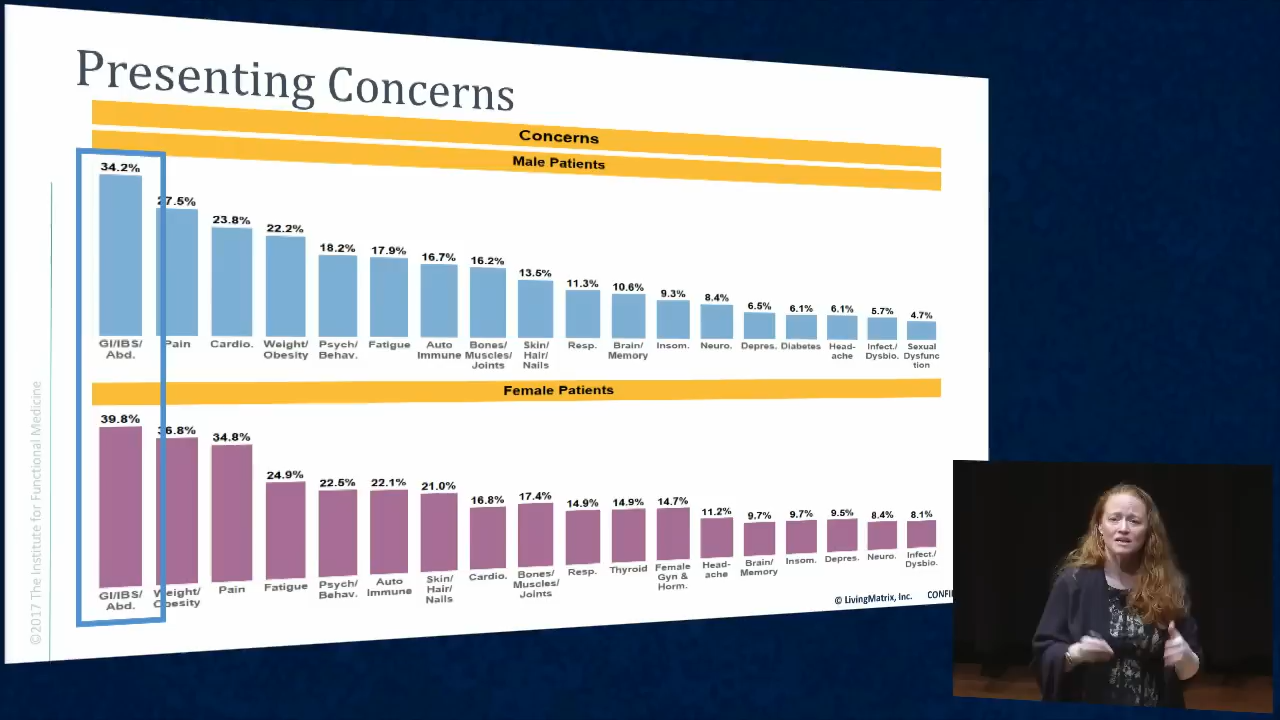 Presenting Concerns
Concerns
Male Patients
34.2% 27.5% 23.8% 22.2% 18.2% 17.9% 16.7% 16.2% 13.5% 11.3% 10.6% 9.3% 8.4% 6.5% 6.1% 6.1% 5.7% 4.7%
GI/IBS/ Abd.
Pain
Cardio.
Weight/ Obesity
Psych/ Behav.
Fatigue
Auto Immune
Bones/ Muscles/ Joints
Skin/ Hair/ Nails
Resp.
Brain/ Memory
Insom.
Neuro.
Depres.
Diabetes
Head- ache
Infect./ Dysbio.
Sexual Dysfunc tion
Female Patients
39.8% 36.8% 34.8% 24.9% 22.5% 22.1% 21.0% 16.8% 17.4% 14.9% 14.9% 14.7% 11.2% 9.7% 9.7% 9.5% 8.4% 8.1%
GI/IBS/ Abd.
Weight/ Obesity
Pain
Fatigue
Psych/ Behav.
Auto Immune
Skin/ Hair/ Nails
Cardio.
Bones/ Muscles/ Joints
Resp.
Thyroid
Female Gyn & Horm.
Head- ache
Brain/ Memory
Insom.
Depres.
Neuro.
Infect./ Dysbio.
© LivingMatrix, Inc. CONFI
©2017 The Institute for Functional Medicine